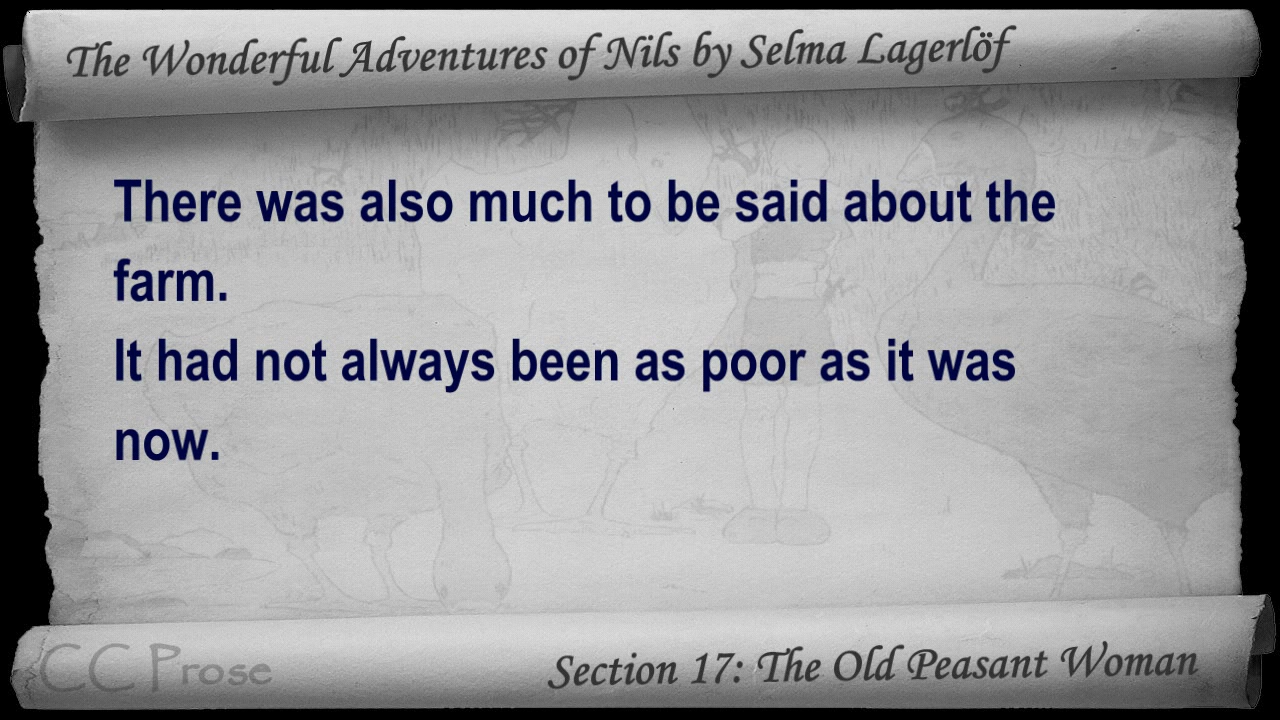 The Wonderful Adventures of Nils by Selma Lagerlöf
There was also much to be said about the
farm.
It had not always been as poor as it was
now.
CC Prose
Section 17: The Old Peasant Woman